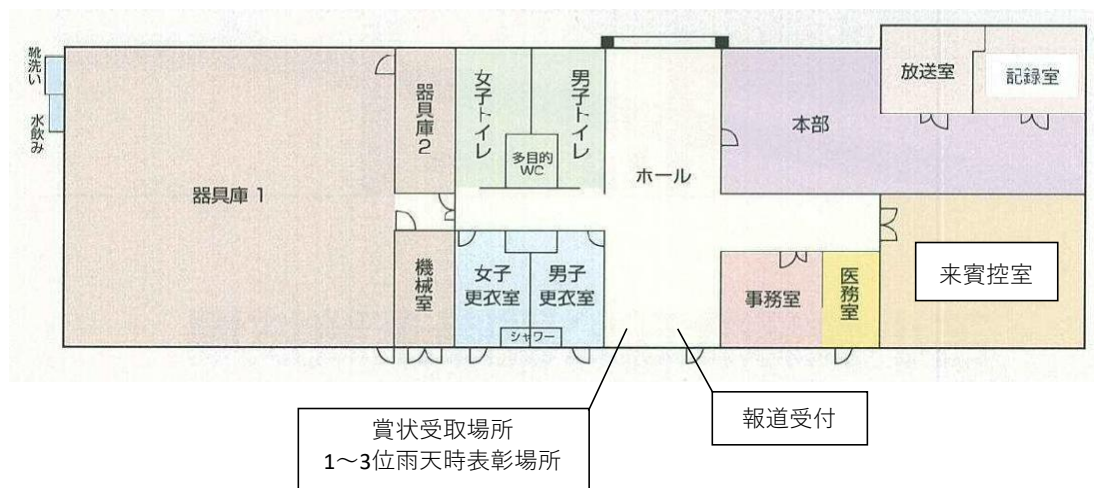 靴洗い
水飲み
器具庫 1
器具庫2
女子トイレ
男子トイレ
多目的
WC
ホール
本部
放送室
記録室
機械室
女子
更衣室
男子
更衣室
シャワー
事務室
医務室
来賓控室
賞状受取場所
1～3位雨天時表彰場所
報道受付